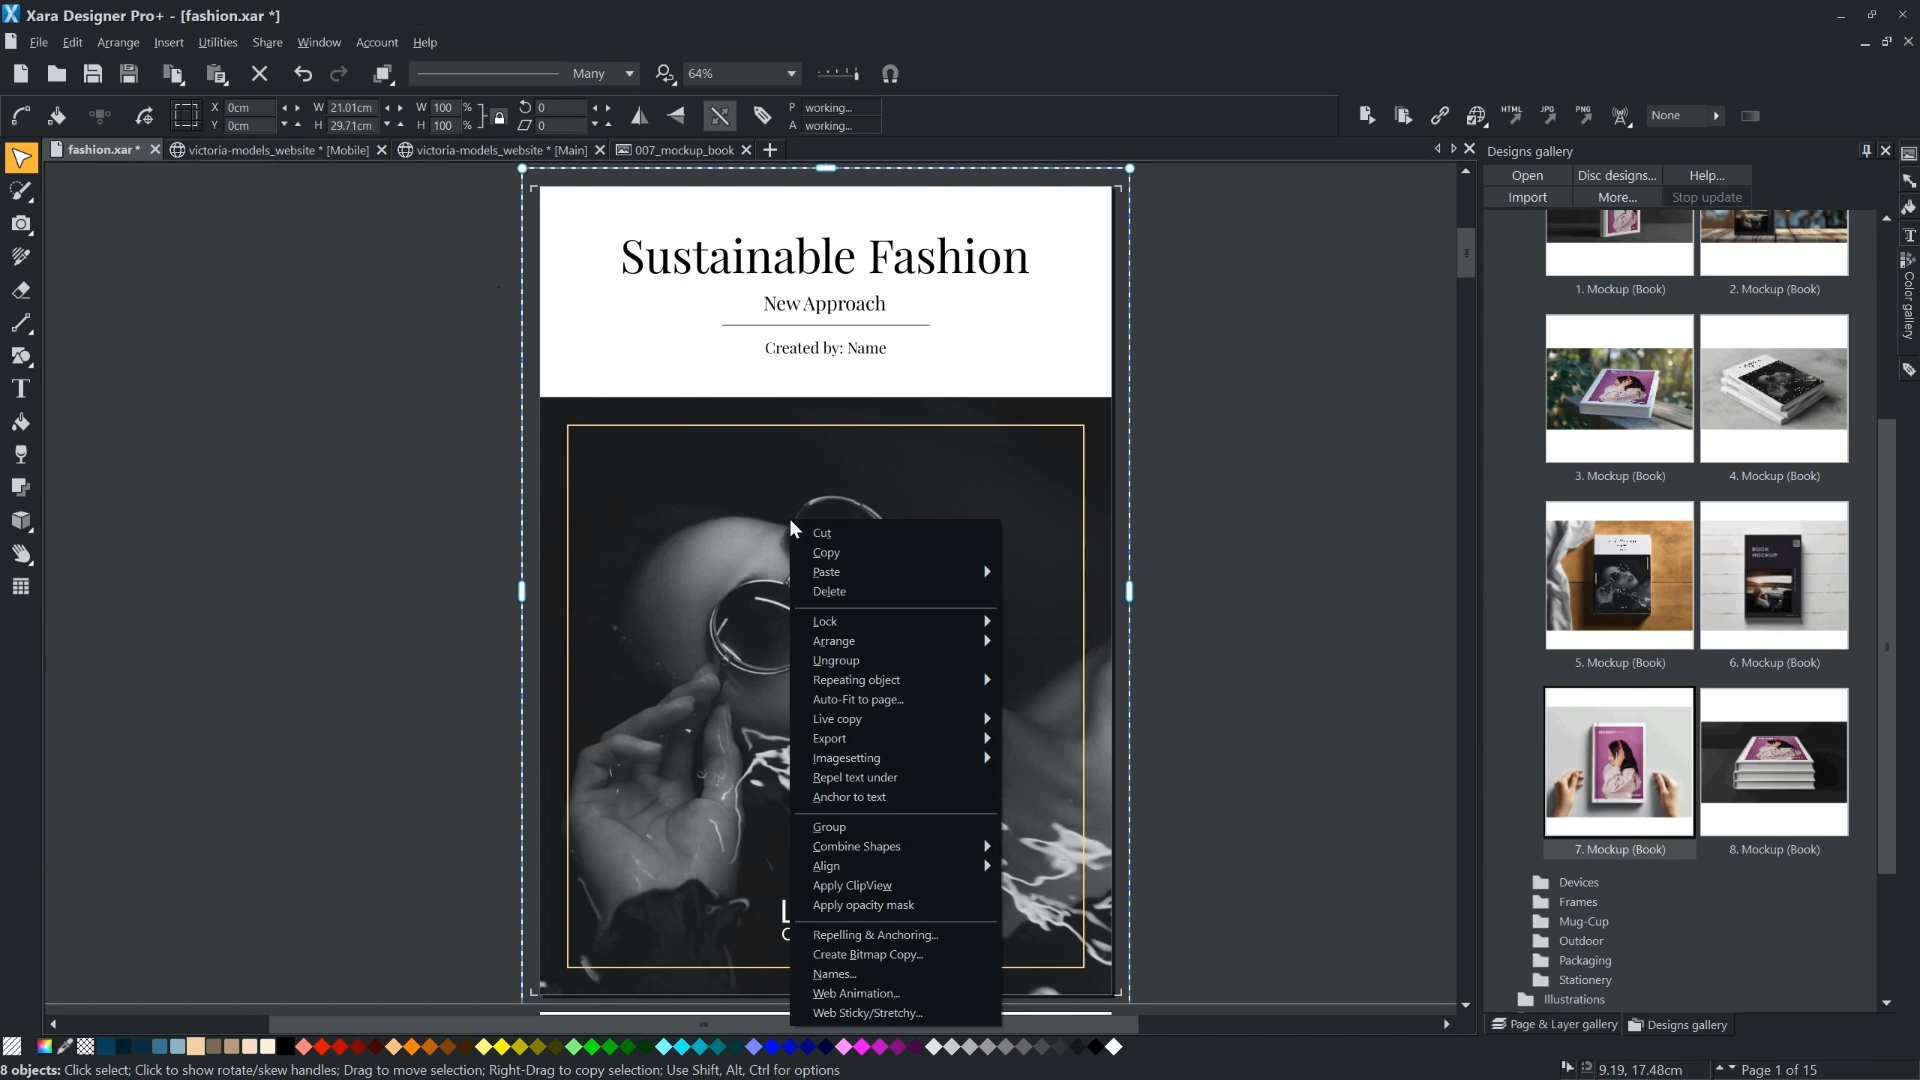 Xara Designer Pro+ - [fashion.xar *]
File Edit Arrange Insert Utilities Share Window Account Help
Many 64%
X 0cm W 21.01cm W 100 % 0 P working...
Y 0cm H 29.71cm H 100 % 0 A working...
HTML JPG PNG None
fashion.xar * victoria-models_website * [Mobile] victoria-models_website * [Main] 007_mockup_book
Designs gallery
Open Disc designs... Help...
Import More... Stop update
Sustainable Fashion
New Approach
Created by: Name
Cut
Copy
Paste
Delete
Lock
Arrange
Ungroup
Repeating object
Auto-Fit to page...
Live copy
Export
Imagesetting
Repel text under
Anchor to text
Group
Combine Shapes
Align
Apply ClipView
Apply opacity mask
Repelling & Anchoring...
Create Bitmap Copy...
Names...
Web Animation...
Web Sticky/Stretchy...
1. Mockup (Book) 2. Mockup (Book)
3. Mockup (Book) 4. Mockup (Book)
BOOK
MOCKUP
5. Mockup (Book) 6. Mockup (Book)
7. Mockup (Book) 8. Mockup (Book)
Devices
Frames
Mug-Cup
Outdoor
Packaging
Stationery
Illustrations
Color gallery
Page & Layer gallery Designs gallery
8 objects: Click select; Click to show rotate/skew handles; Drag to move selection; Right-Drag to copy selection; Use Shift, Alt, Ctrl for options
9.19, 17.48cm Page 1 of 15